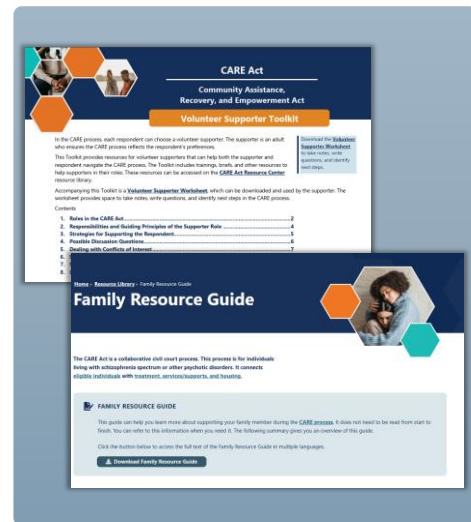 CARE Act
Community Assistance,
Recovery, and Empowerment Act
Volunteer Supporter Toolkit
In the CARE process, each respondent can choose a volunteer supporter. The supporter is an adult
who ensures the CARE process reflects the respondent's preferences.
This Toolkit provides resources for volunteer supporters that can help both the supporter and
respondent navigate the CARE process. The Toolkit includes trainings, briefs, and other resources to
help supporters in their roles. These resources can be accessed on the CARE Act Resource Center
resource library.
Accompanying this Toolkit is a Volunteer Supporter Worksheet, which can be downloaded and used by the supporter. The
worksheet provides space to take notes, write questions, and identify next steps in the CARE process.
Download the Volunteer
Supporter Worksheet
to take notes, write
questions, and identify
next steps.
Contents
1. Roles in the CARE Act 2
2. Responsibilities and Guiding Principles of the Supporter Role 4
3. Strategies for Supporting the Respondent 5
4. Possible Discussion Questions 6
5. Dealing with Conflicts of Interest 7
6.
Home › Resource Library › Family Resource Guide
Family Resource Guide
The CARE Act is a collaborative civil court process. This process is for individuals
living with schizophrenia spectrum or other psychotic disorders. It connects
eligible individuals with treatment, services/supports, and housing.
FAMILY RESOURCE GUIDE
This guide can help you learn more about supporting your family member during the CARE process. It does not need to be read from start to
finish. You can refer to this information when you need it. The following summary gives you an overview of this guide.
Click the button below to access the full text of the Family Resource Guide in multiple languages.
Download Family Resource Guide